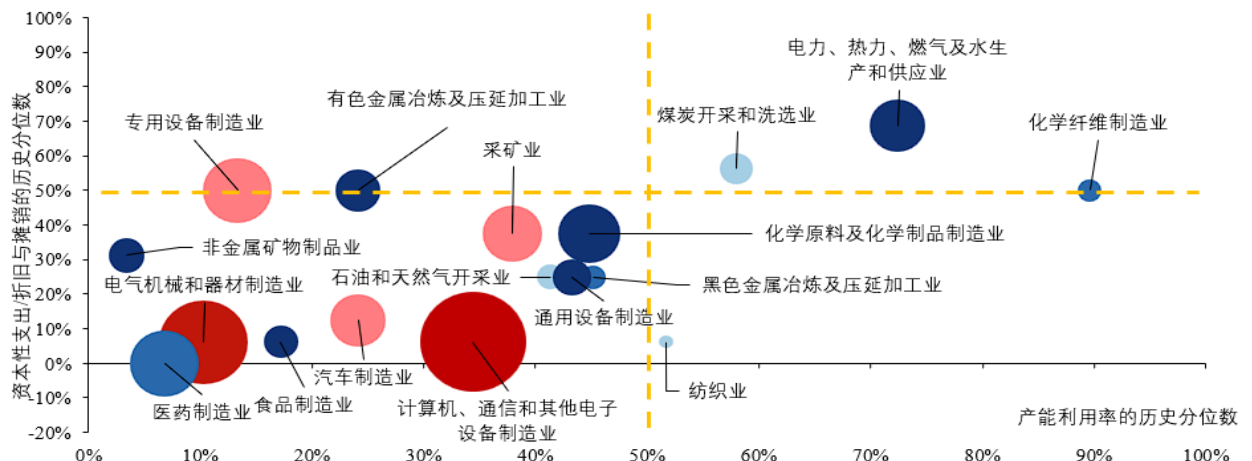 100%
90%
80%
70%
60%
50%
40%
30%
20%
10%
0%
-10%
-20%
资本性支出/折旧与摊销的历史分位数
电力、热力、燃气及水生
产和供应业
有色金属冶炼及压延加工业
煤炭开采和洗选业
专用设备制造业
化学纤维制造业
采矿业
非金属矿物制品业
化学原料及化学制品制造业
石油和天然气开采业
电气机械和器材制造业
黑色金属冶炼及压延加工业
通用设备制造业
汽车制造业
纺织业
医药制造业
食品制造业
计算机、通信和其他电子
设备制造业
产能利用率的历史分位数
0%
10%
20%
30%
40%
50%
60%
70%
80%
90%
100%